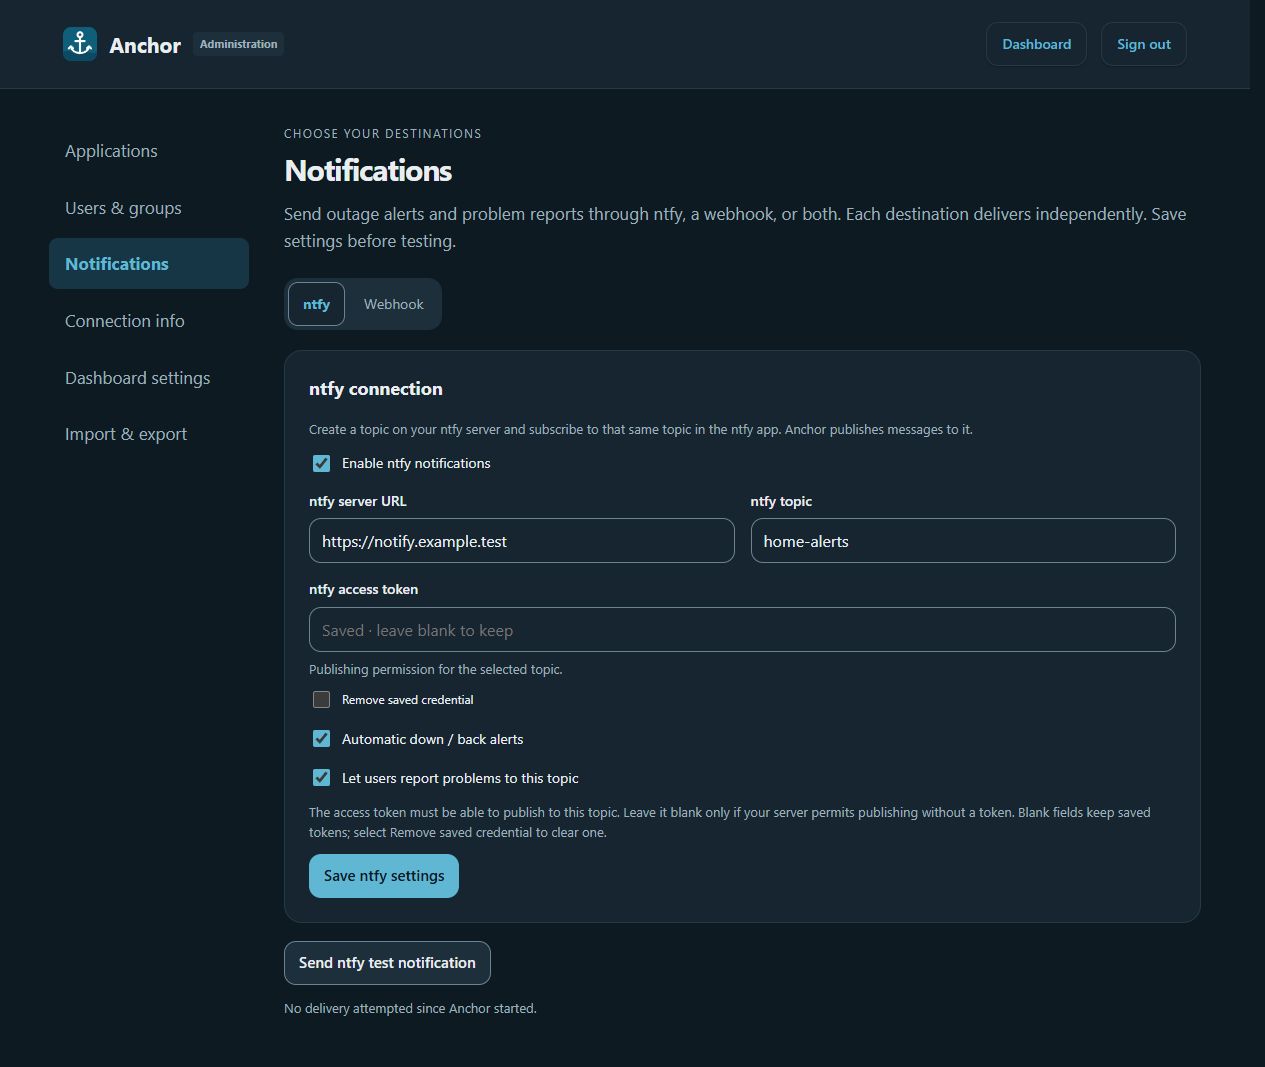 Anchor Administration Dashboard Sign out
Applications
Users & groups
Notifications
Connection info
Dashboard settings
Import & export
CHOOSE YOUR DESTINATIONS
Notifications
Send outage alerts and problem reports through ntfy, a webhook, or both. Each destination delivers independently. Save
settings before testing.
ntfy Webhook
ntfy connection
Create a topic on your ntfy server and subscribe to that same topic in the ntfy app. Anchor publishes messages to it.
Enable ntfy notifications
ntfy server URL ntfy topic
https://notify.example.test home-alerts
ntfy access token
Saved · leave blank to keep
Publishing permission for the selected topic.
Remove saved credential
Automatic down / back alerts
Let users report problems to this topic
The access token must be able to publish to this topic. Leave it blank only if your server permits publishing without a token. Blank fields keep saved
tokens; select Remove saved credential to clear one.
Save ntfy settings
Send ntfy test notification
No delivery attempted since Anchor started.